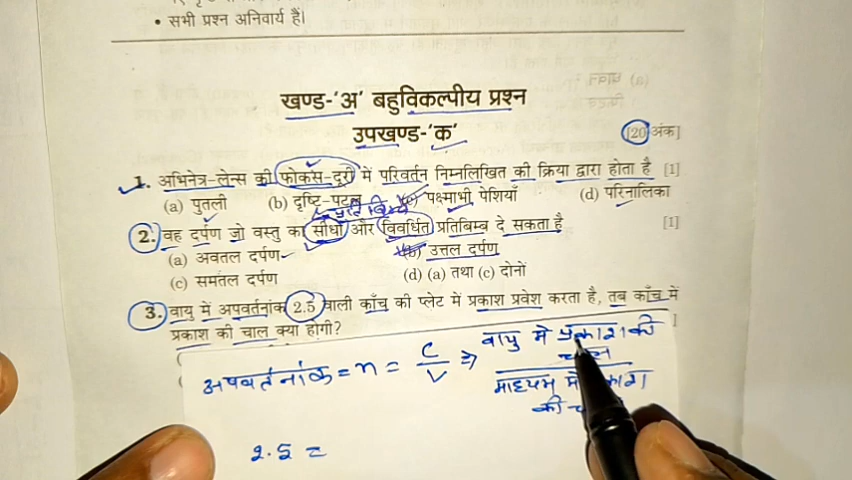 • सभी प्रश्न अनिवार्य हैं।
खण्ड-'अ' बहुविकल्पीय प्रश्न
उपखण्ड-'क' [20 अंक]
1. अभिनेत्र-लेन्स की फोकस-दूरी में परिवर्तन निम्नलिखित की क्रिया द्वारा होता है [1]
(a) पुतली (b) दृष्टि-पटल (c) पक्ष्माभी पेशियाँ (d) परिनालिका
2. वह दर्पण जो वस्तु का सीधा और विवर्धित प्रतिबिम्ब दे सकता है [1]
(a) अवतल दर्पण (b) उत्तल दर्पण
(c) समतल दर्पण (d) (a) तथा (c) दोनों
3. वायु में अपवर्तनांक 2.5 वाली काँच की प्लेट में प्रकाश प्रवेश करता है, तब काँच में
प्रकाश की चाल क्या होगी? ]
अपवर्तनांक = n = c/v ⇒ वायु मे प्रकाश की
माध्यम
की
2.5 =